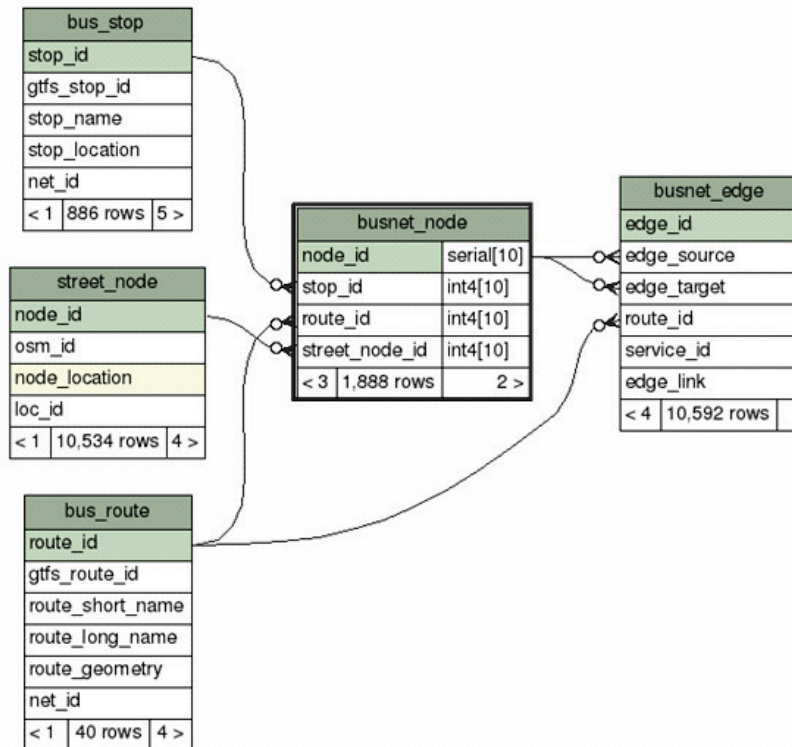 bus_stop
stop_id
gtfs_stop_id
stop_name
stop_location
net_id
< 1 886 rows 5 >
street_node
node_id
osm_id
node_location
loc_id
< 1 10,534 rows 4 >
bus_route
route_id
gtfs_route_id
route_short_name
route_long_name
route_geometry
net_id
< 1 40 rows 4 >
busnet_node
node_id serial[10]
stop_id int4[10]
route_id int4[10]
street_node_id int4[10]
< 3 1,888 rows 2 >
busnet_edge
edge_id
edge_source
edge_target
route_id
service_id
edge_link
< 4 10,592 rows